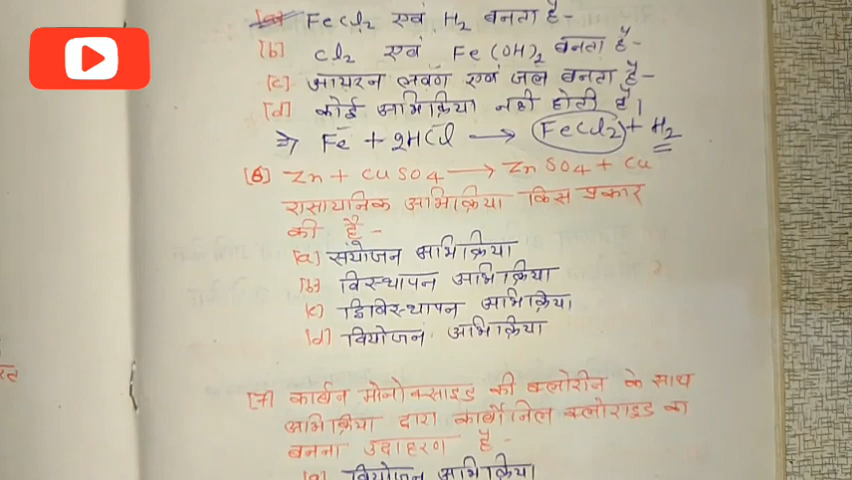 (a) FeCl₂ एवं H₂ बनता है-
(b) Cl₂ एवं Fe(OH)₂ बनता है-
(c) आयरन लवण एवं जल बनता है-
(d) कोई अभिक्रिया नही होती है।
⇒ Fe + 2HCl → FeCl₂ + H₂
(6) Zn + CuSO4 → ZnSO4 + Cu
रासायनिक अभिक्रिया किस प्रकार
की है -
(a) संयोजन अभिक्रिया
(b) विस्थापन अभिक्रिया
(c) द्विविस्थापन अभिक्रिया
(d) वियोजन अभिक्रिया
(7) कार्बन मोनोक्साइड की क्लोरीन के साथ
अभिक्रिया द्वारा कार्बोनिल क्लोराइड का
बनना उदाहरण है -
(a) वियोजन अभिक्रिया